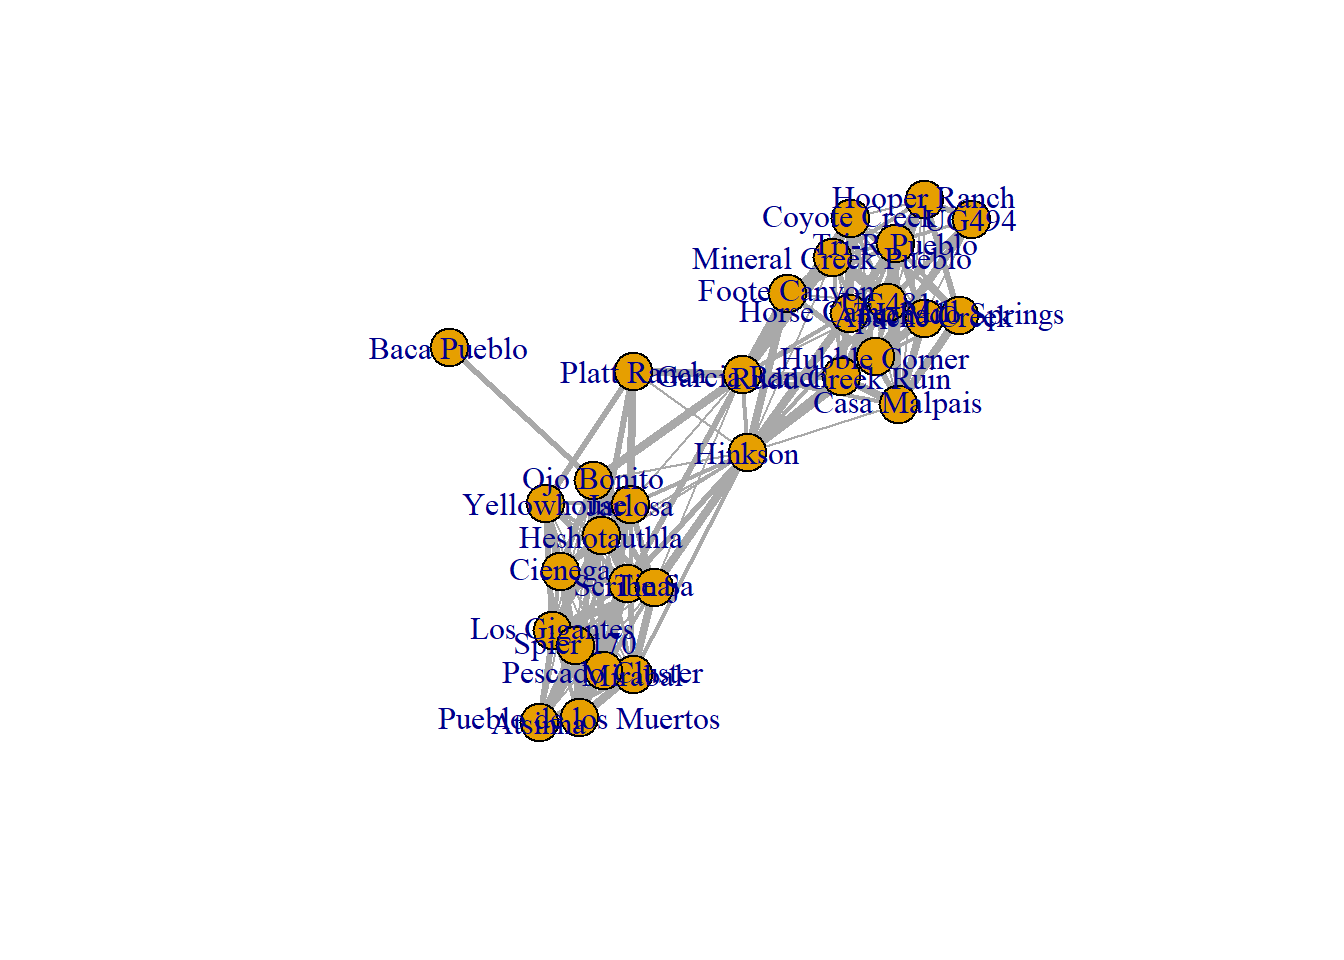 Hooper Ranch
Coyote Creek
UG494
Tri-R Pueblo
Mineral Creek Pueblo
Foote Canyon
UG481
Horse Camp Mill
Apache Creek
Springs
Baca Pueblo
Hubble Corner
Platt Ranch
Garcia Ranch
Rudd Creek Ruin
Casa Malpais
Hinkson
Ojo Bonito
Yellowhouse
Jarlosa
Heshotauthla
Cienega
Scribe S
Tinaja
Los Gigantes
Spier 170
Pescado Cluster
Mirabal
Pueblo de los Muertos
Atsinna